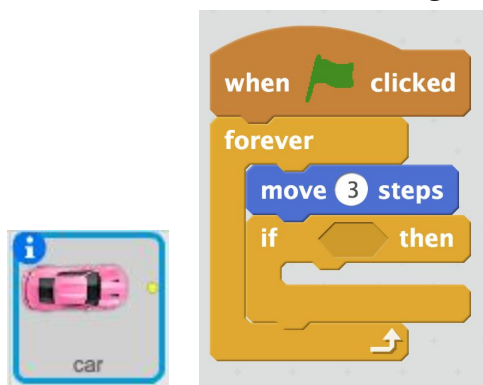 when clicked
forever
move 3 steps
if then
i
car